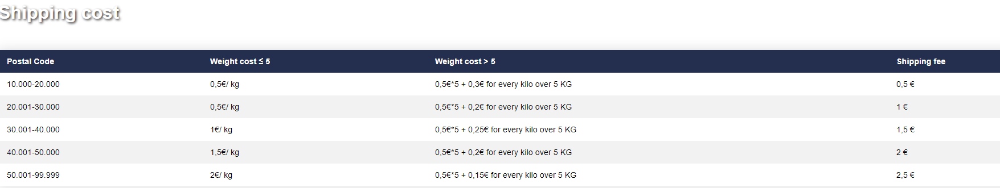 Shipping cost
Postal Code Weight cost ≤ 5 Weight cost > 5 Shipping fee
10.000-20.000 0,5€/ kg 0,5€*5 + 0,3€ for every kilo over 5 KG 0,5 €
20.001-30.000 0,5€/ kg 0,5€*5 + 0,2€ for every kilo over 5 KG 1 €
30.001-40.000 1€/ kg 0,5€*5 + 0,25€ for every kilo over 5 KG 1,5 €
40.001-50.000 1,5€/ kg 0,5€*5 + 0,2€ for every kilo over 5 KG 2 €
50.001-99.999 2€/ kg 0,5€*5 + 0,15€ for every kilo over 5 KG 2,5 €